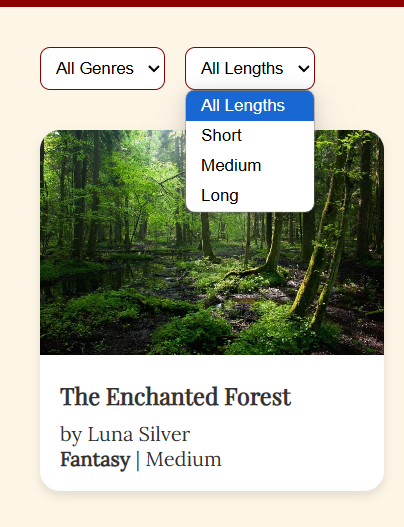 All Genres All Lengths
All Lengths
Short
Medium
Long
The Enchanted Forest
by Luna Silver
Fantasy | Medium